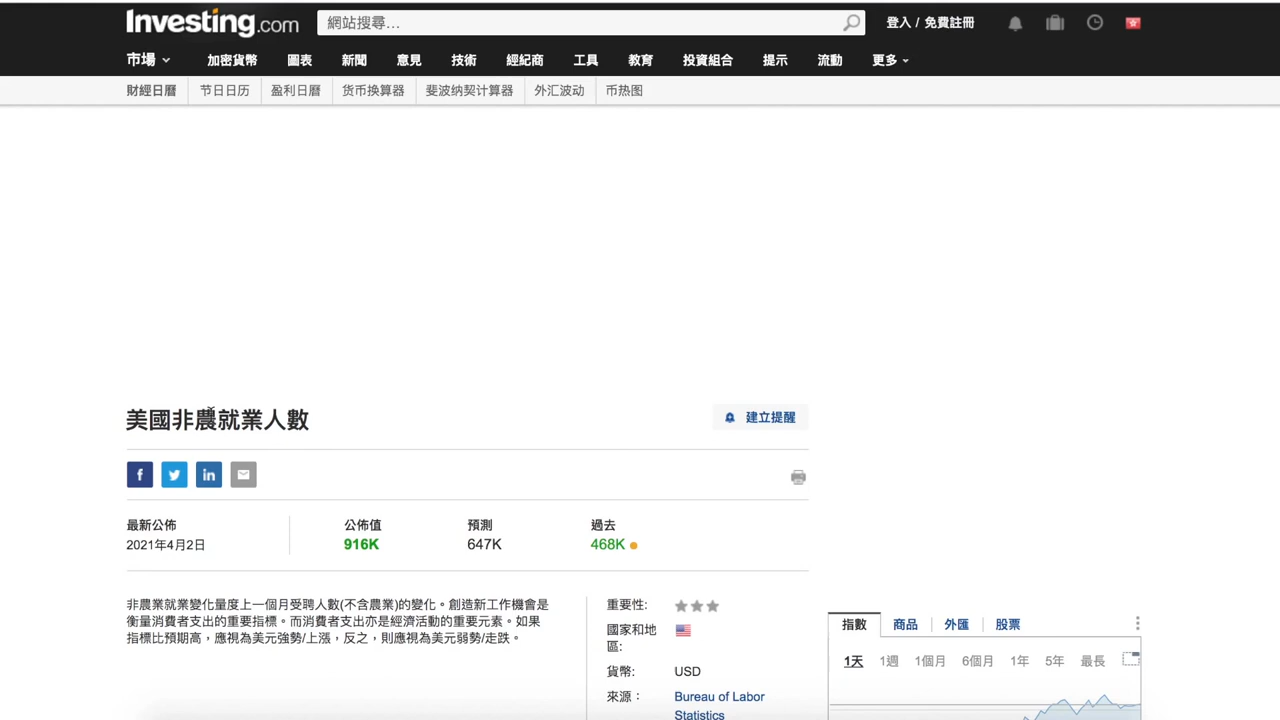 Investing.com
網站搜尋...
登入 / 免費註冊
市場 加密貨幣 圖表 新聞 意見 技術 經紀商 工具 教育 投資組合 提示 流動 更多
財經日曆 节日日历 盈利日曆 货币换算器 斐波纳契计算器 外汇波动 币热图
美國非農就業人數
建立提醒
最新公佈 公佈值 預測 過去
2021年4月2日 916K 647K 468K
非農業就業變化量度上一個月受聘人數(不含農業)的變化。創造新工作機會是
衡量消費者支出的重要指標。而消費者支出亦是經濟活動的重要元素。如果
指標比預期高，應視為美元強勢/上漲，反之，則應視為美元弱勢/走跌。
重要性:
國家和地
區:
貨幣: USD
來源： Bureau of Labor
Statistics
指數 商品 外匯 股票
1天 1週 1個月 6個月 1年 5年 最長